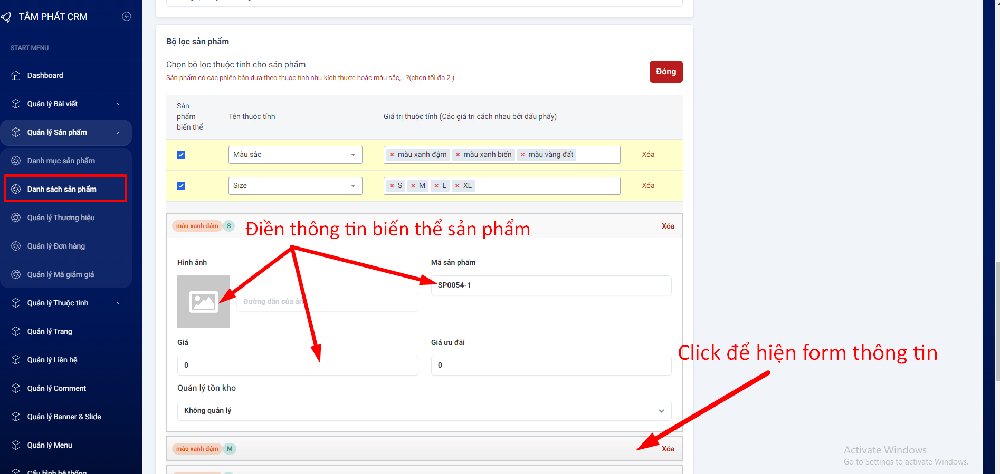 TÂM PHÁT CRM
START MENU
Dashboard
Quản lý Bài viết
Quản lý Sản phẩm
Danh mục sản phẩm
Danh sách sản phẩm
Quản lý Thương hiệu
Quản lý Đơn hàng
Quản lý Mã giảm giá
Quản lý Thuộc tính
Quản lý Trang
Quản lý Liên hệ
Quản lý Comment
Quản lý Banner & Slide
Quản lý Menu
Cấu hình hệ thống
Bộ lọc sản phẩm
Chọn bộ lọc thuộc tính cho sản phẩm
Sản phẩm có các phiên bản dựa theo thuộc tính như kích thước hoặc màu sắc,...?(chọn tối đa 2 )
Đóng
Sản
phẩm
biến thể
Tên thuộc tính
Giá trị thuộc tính (Các giá trị cách nhau bởi dấu phẩy)
Màu sắc
× màu xanh đậm × màu xanh biển × màu vàng đất
Xóa
Size
× S × M × L × XL
Xóa
màu xanh đậm S
Điền thông tin biến thể sản phẩm
Xóa
Hình ảnh
Mã sản phẩm
SP0054-1
Đường dẫn của ản
Giá
Giá ưu đãi
0
0
Click để hiện form thông tin
Quản lý tồn kho
Không quản lý
màu xanh đậm M
Xóa
Activate Windows
Go to Settings to activate Windows.